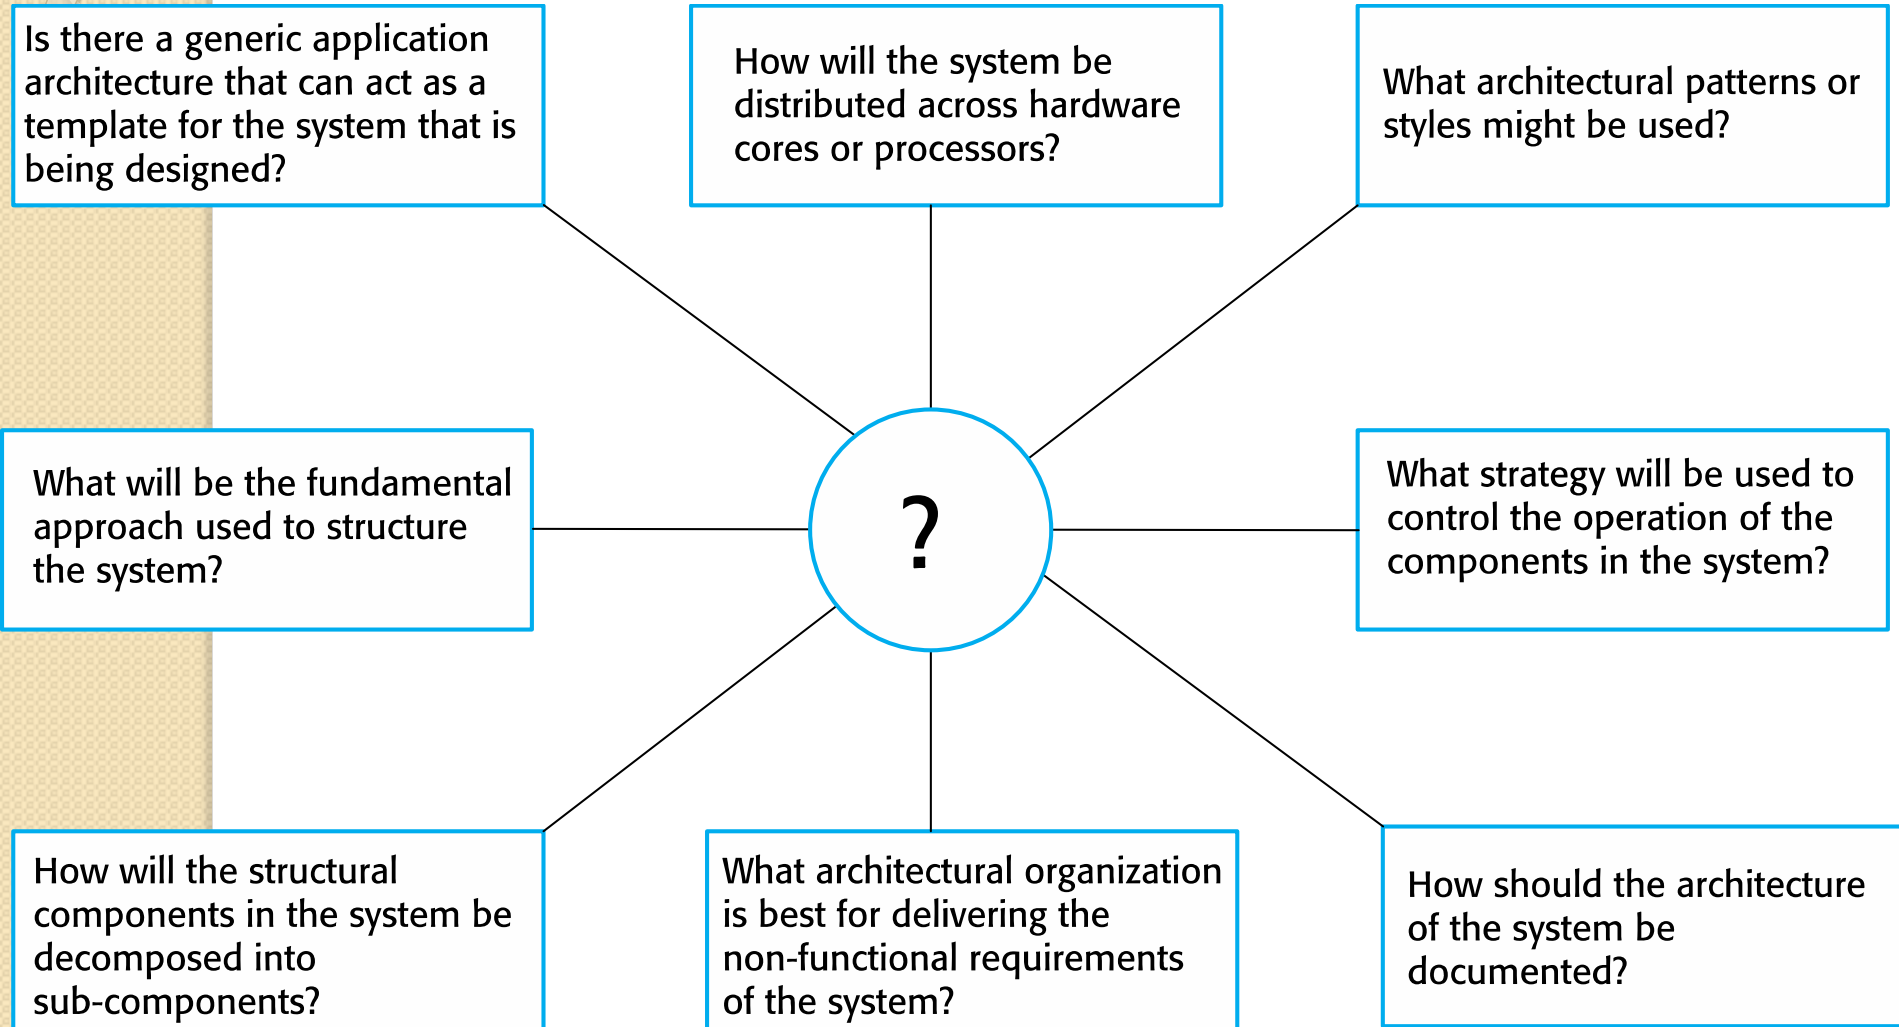 Is there a generic application
architecture that can act as a
template for the system that is
being designed?
How will the system be
distributed across hardware
cores or processors?
What architectural patterns or
styles might be used?
What will be the fundamental
approach used to structure
the system?
?
What strategy will be used to
control the operation of the
components in the system?
How will the structural
components in the system be
decomposed into
sub-components?
What architectural organization
is best for delivering the
non-functional requirements
of the system?
How should the architecture
of the system be
documented?